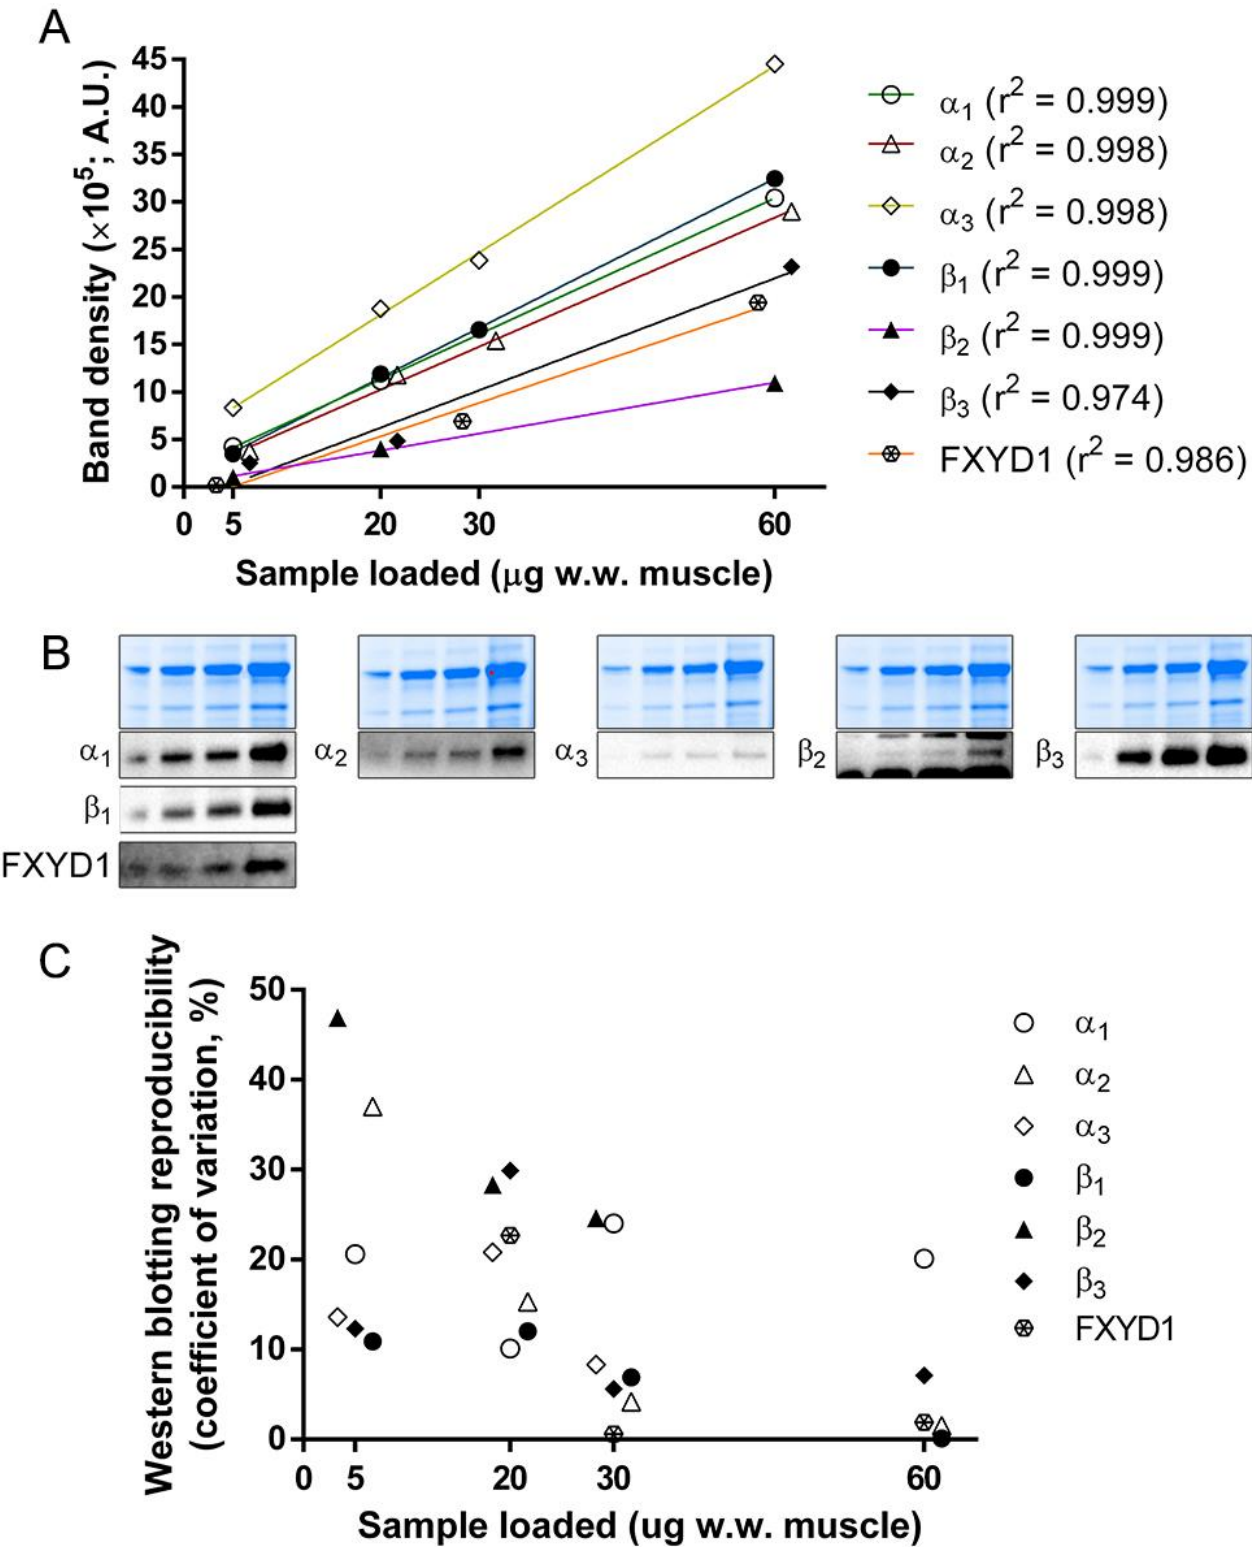 A
Band density (×10⁵; A.U.)
45
40
35
30
25
20
15
10
5
0
0 5 20 30 60
Sample loaded (μg w.w. muscle)
α₁ (r² = 0.999)
α₂ (r² = 0.998)
α₃ (r² = 0.998)
β₁ (r² = 0.999)
β₂ (r² = 0.999)
β₃ (r² = 0.974)
FXYD1 (r² = 0.986)
B
α₁
α₂
α₃
β₂
β₃
β₁
FXYD1
C
Western blotting reproducibility
(coefficient of variation, %)
50
40
30
20
10
0
0 5 20 30 60
Sample loaded (ug w.w. muscle)
α₁
α₂
α₃
β₁
β₂
β₃
FXYD1